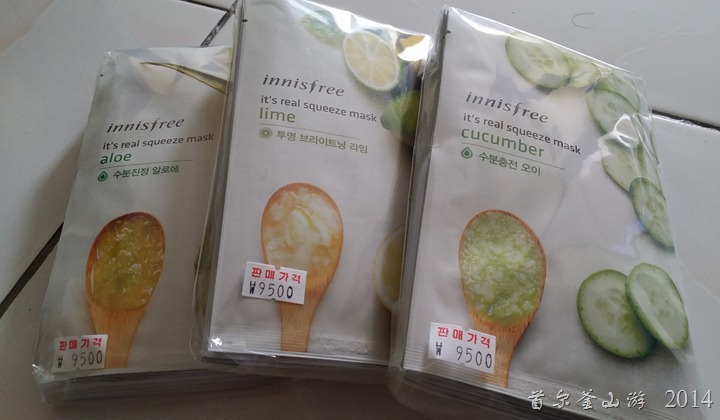 innisfree
it's real squeeze mask
aloe
수분진정 알로에
판매가격
₩ 9500
innisfree
it's real squeeze mask
lime
투명 브라이트닝 라임
판매가격
₩ 9500
innisfree
it's real squeeze mask
cucumber
수분충전 오이
판매가격
₩ 9500
首尔釜山游 2014